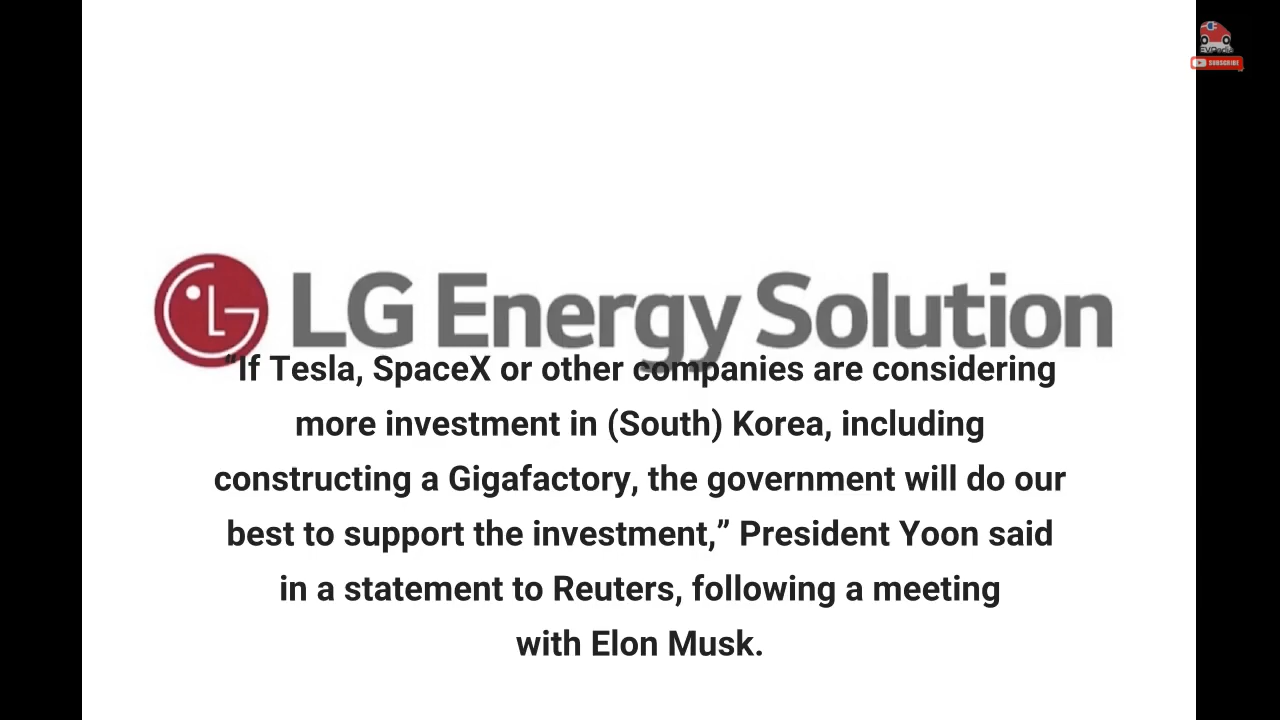 EVPedia
SUBSCRIBE
LG Energy Solution
“If Tesla, SpaceX or other companies are considering
more investment in (South) Korea, including
constructing a Gigafactory, the government will do our
best to support the investment,” President Yoon said
in a statement to Reuters, following a meeting
with Elon Musk.